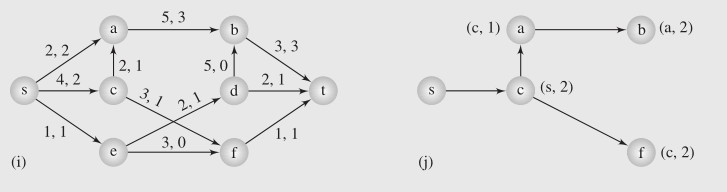 5, 3
a
b
2, 2
3, 3
2, 1
5, 0
s
4, 2
c
d
2, 1
t
3, 1
2, 1
1, 1
1, 1
e
3, 0
f
(i)
(c, 1)
a
b
(a, 2)
s
c
(s, 2)
f
(c, 2)
(j)